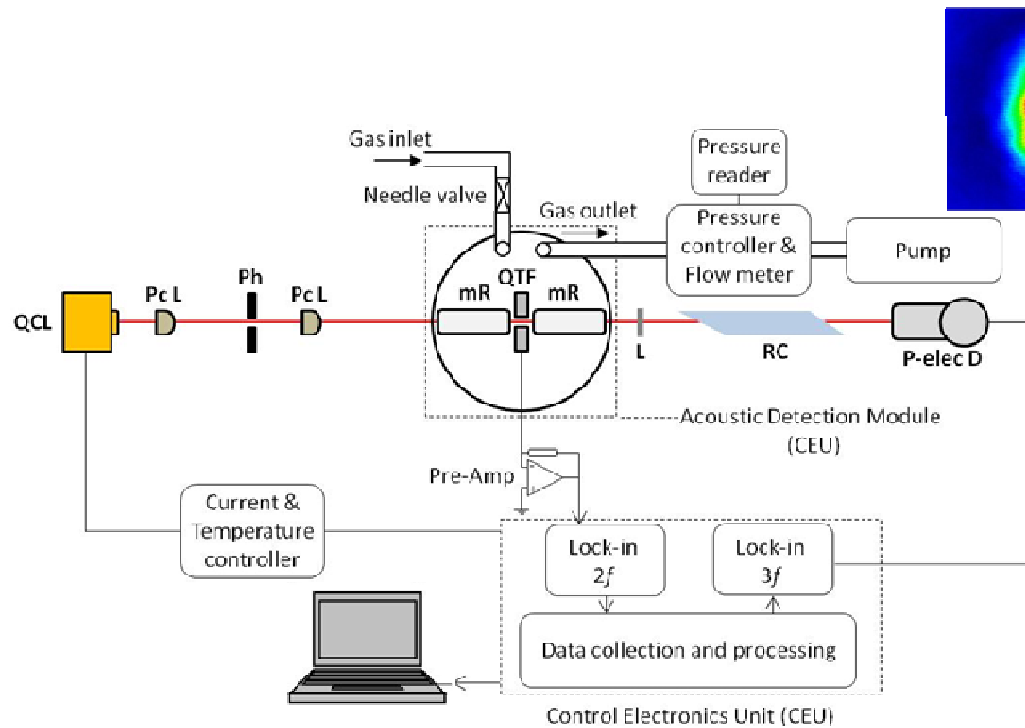 Gas inlet
Needle valve
Gas outlet
Pressure
reader
Pressure
controller &
Flow meter
Pump
QCL
Pc L
Ph
Pc L
mR
QTF
mR
L
RC
P-elec D
Acoustic Detection Module
(CEU)
Pre-Amp
Current &
Temperature
controller
Lock-in
2f
Lock-in
3f
Data collection and processing
Control Electronics Unit (CEU)